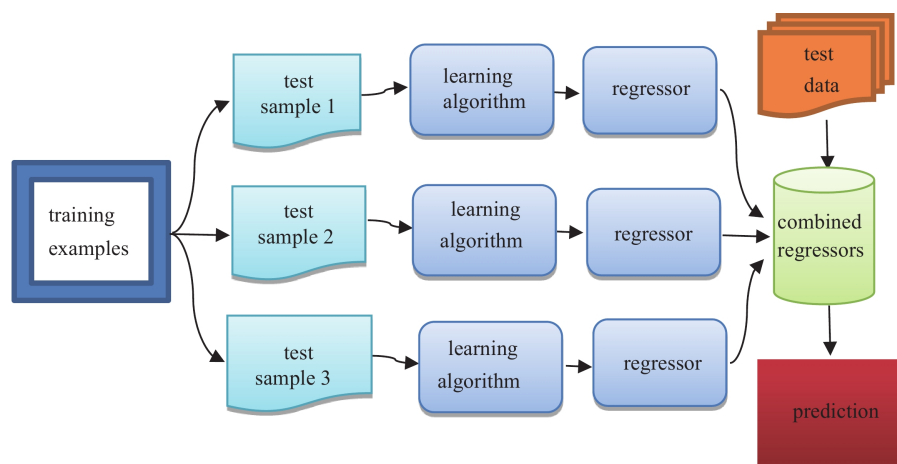 training
examples
test
sample 1
learning
algorithm
regressor
test
sample 2
learning
algorithm
regressor
test
sample 3
learning
algorithm
regressor
test
data
combined
regressors
prediction